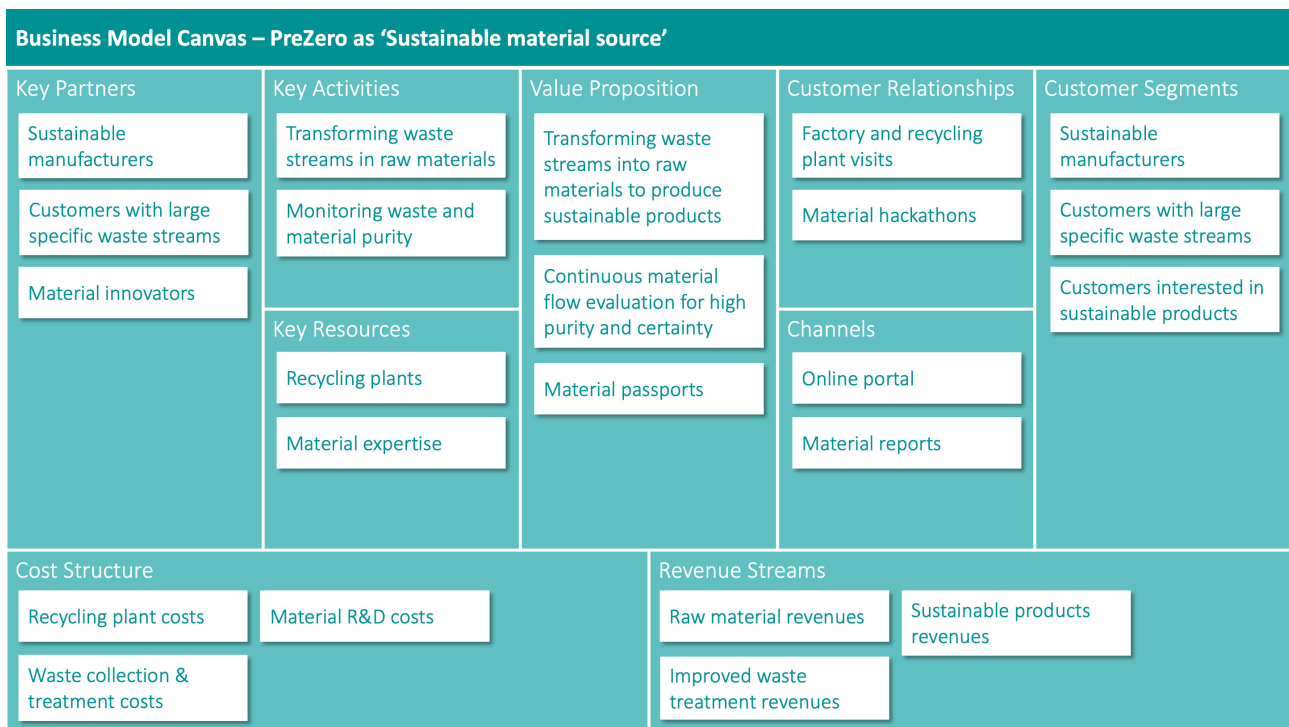 Business Model Canvas – PreZero as ‘Sustainable material source’
Key Partners
Sustainable
manufacturers
Customers with large
specific waste streams
Material innovators
Key Activities
Transforming waste
streams in raw materials
Monitoring waste and
material purity
Key Resources
Recycling plants
Material expertise
Value Proposition
Transforming waste
streams into raw
materials to produce
sustainable products
Continuous material
flow evaluation for high
purity and certainty
Material passports
Customer Relationships
Factory and recycling
plant visits
Material hackathons
Channels
Online portal
Material reports
Customer Segments
Sustainable
manufacturers
Customers with large
specific waste streams
Customers interested in
sustainable products
Cost Structure
Recycling plant costs
Material R&D costs
Waste collection &
treatment costs
Revenue Streams
Raw material revenues
Sustainable products
revenues
Improved waste
treatment revenues